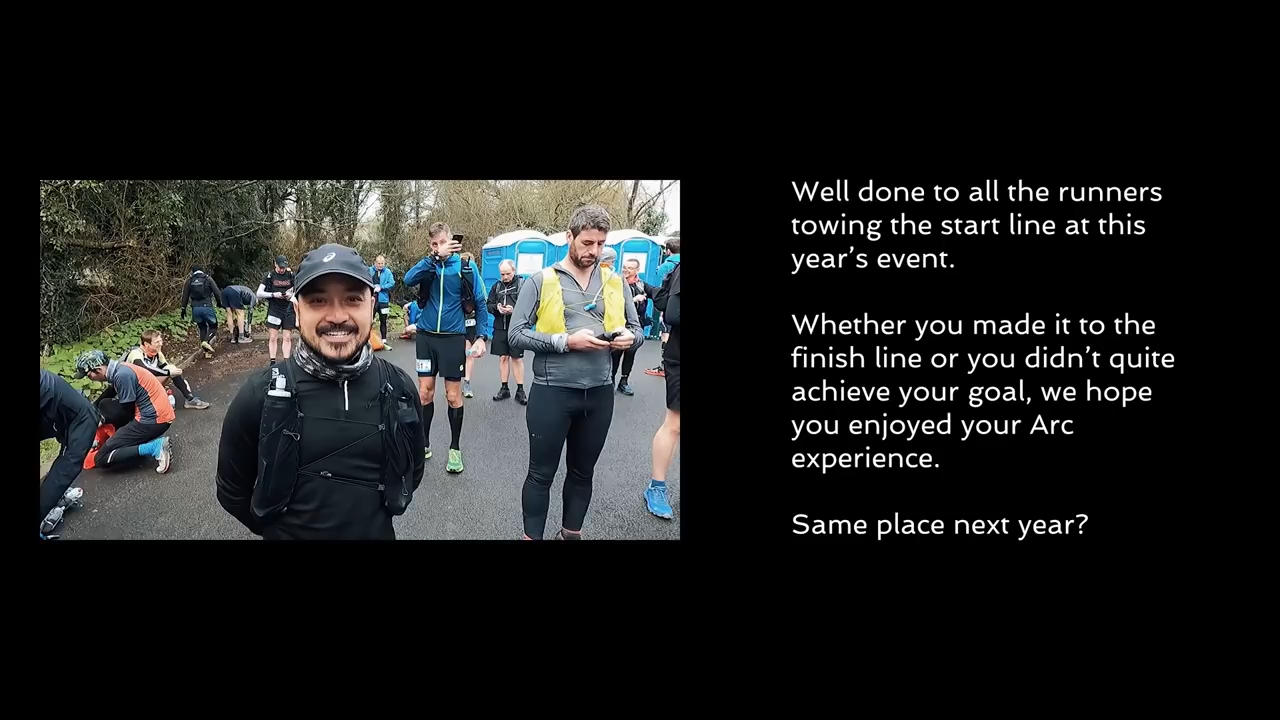 Well done to all the runners
towing the start line at this
year's event.
Whether you made it to the
finish line or you didn't quite
achieve your goal, we hope
you enjoyed your Arc
experience.
Same place next year?